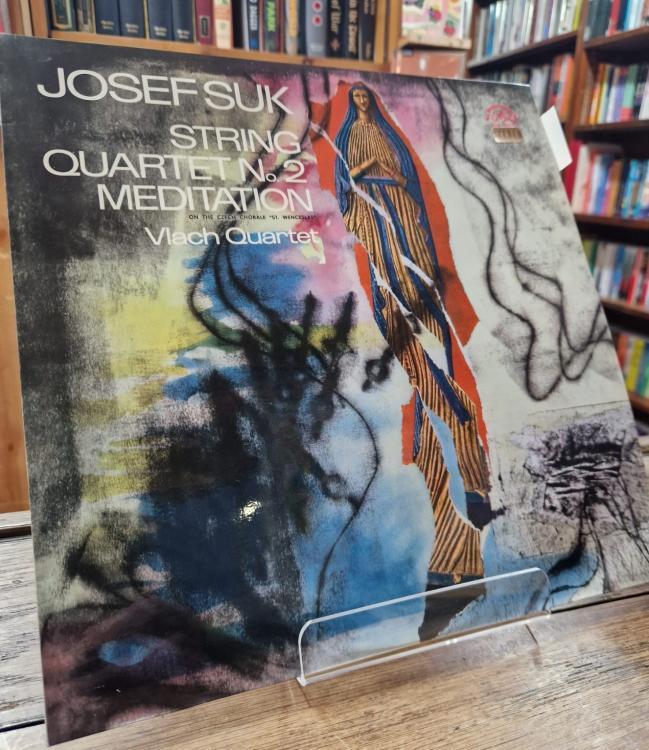 JOSEF SUK
STRING
QUARTET No. 2
MEDITATION
ON THE CZECH CHORALE "ST. WENCESLAS"
Vlach Quartet